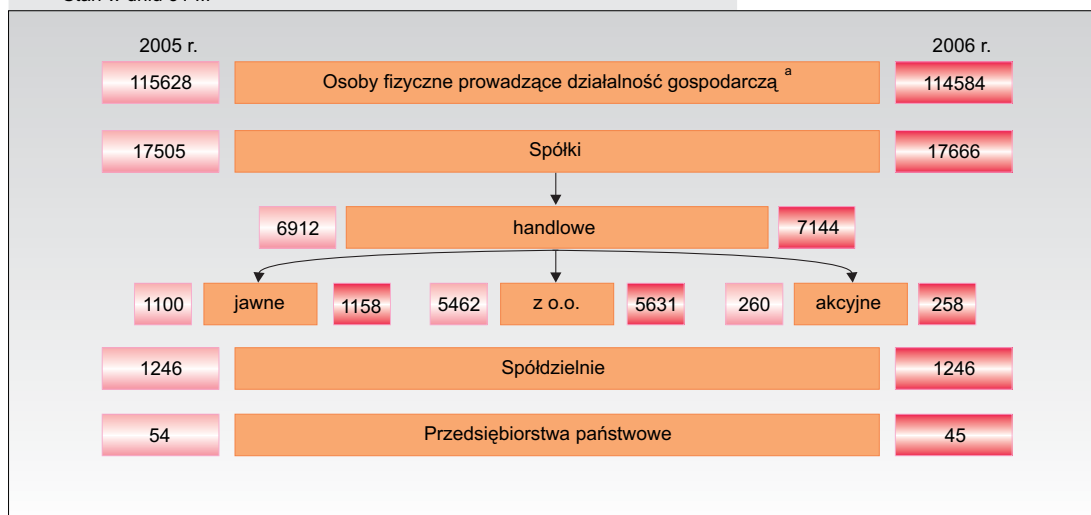 2005 r. 2006 r.
115628 Osoby fizyczne prowadzące działalność gospodarczą a 114584
17505 Spółki 17666
6912 handlowe 7144
1100 jawne 1158 5462 z o.o. 5631 260 akcyjne 258
1246 Spółdzielnie 1246
54 Przedsiębiorstwa państwowe 45